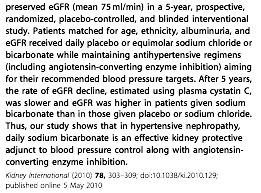 preserved eGFR (mean 75 ml/min) in a 5-year, prospective,
randomized, placebo-controlled, and blinded interventional
study. Patients matched for age, ethnicity, albuminuria, and
eGFR received daily placebo or equimolar sodium chloride or
bicarbonate while maintaining antihypertensive regimens
(including angiotensin-converting enzyme inhibition) aiming
for their recommended blood pressure targets. After 5 years,
the rate of eGFR decline, estimated using plasma cystatin C,
was slower and eGFR was higher in patients given sodium
bicarbonate than in those given placebo or sodium chloride.
Thus, our study shows that in hypertensive nephropathy,
daily sodium bicarbonate is an effective kidney protective
adjunct to blood pressure control along with angiotensin-
converting enzyme inhibition.
Kidney International (2010) 78, 303–309; doi:10.1038/ki.2010.129;
published online 5 May 2010